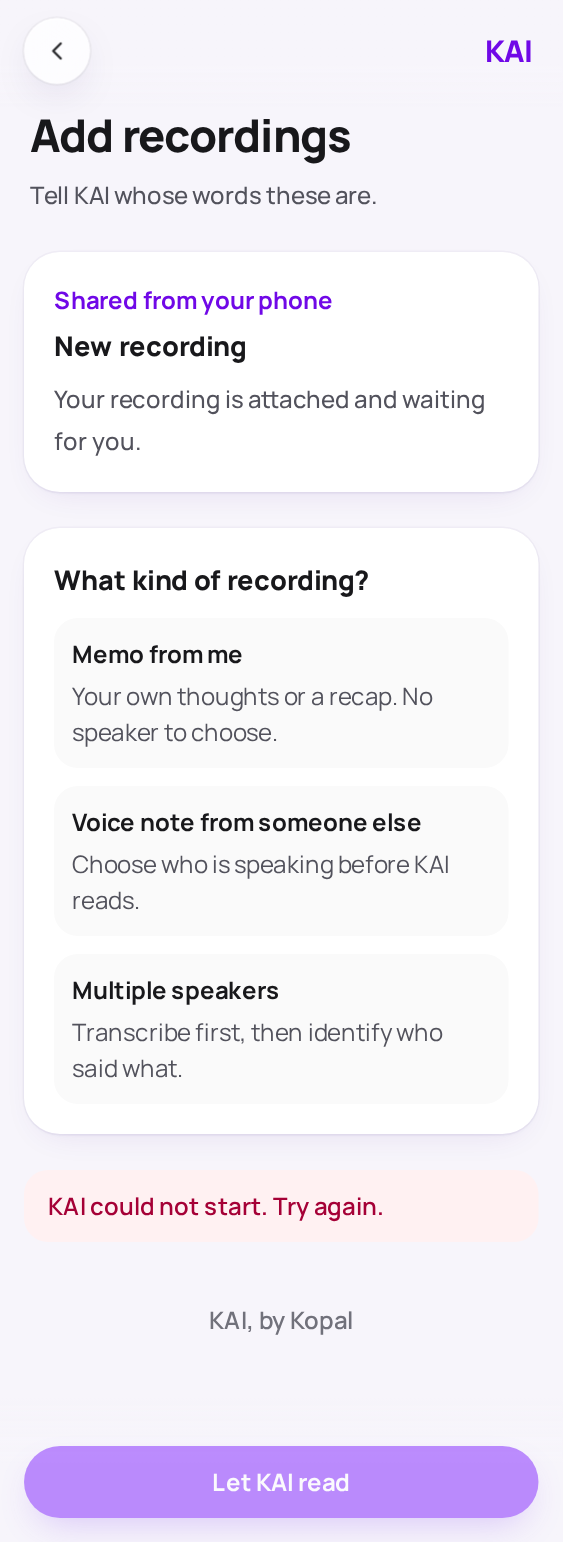 KAI
Add recordings
Tell KAI whose words these are.
Shared from your phone
New recording
Your recording is attached and waiting
for you.
What kind of recording?
Memo from me
Your own thoughts or a recap. No
speaker to choose.
Voice note from someone else
Choose who is speaking before KAI
reads.
Multiple speakers
Transcribe first, then identify who
said what.
KAI could not start. Try again.
KAI, by Kopal
Let KAI read